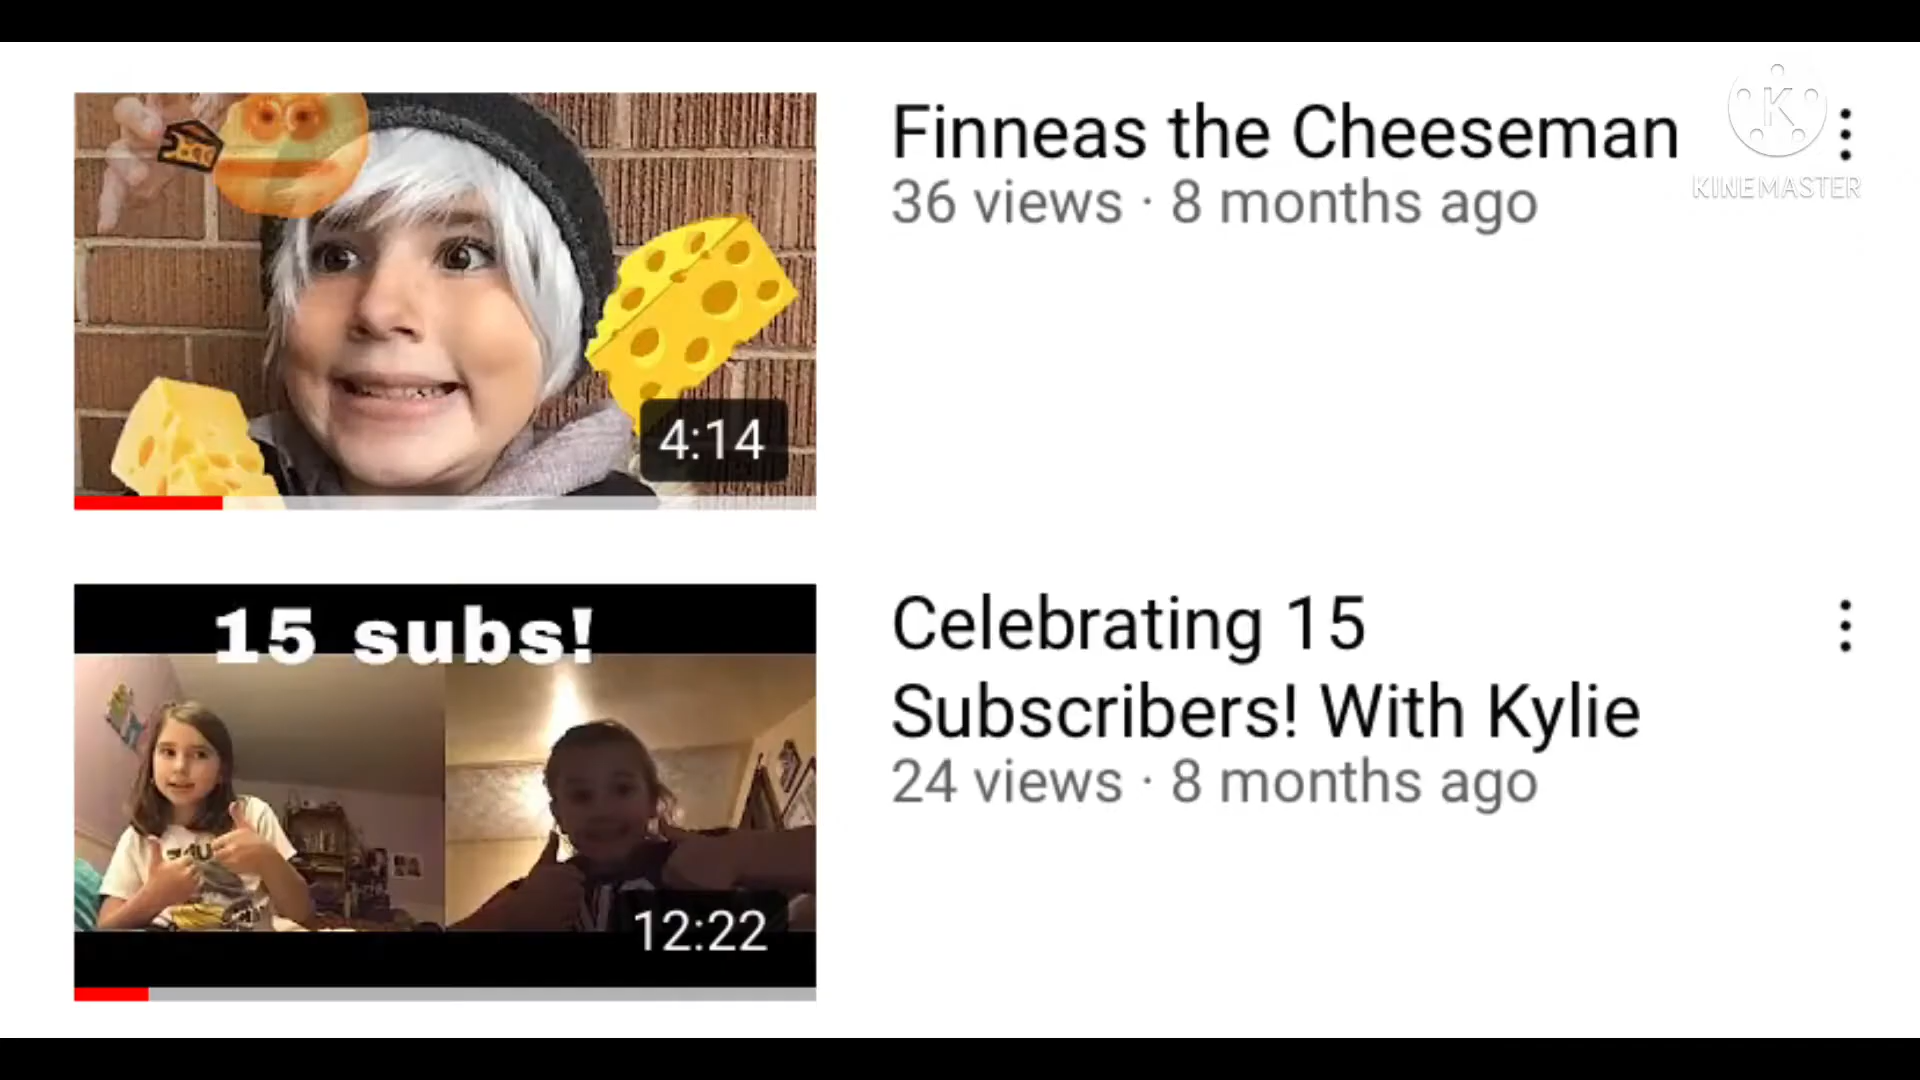 Finneas the Cheeseman
36 views · 8 months ago
K
KINEMASTER
4:14
15 subs!
Celebrating 15
Subscribers! With Kylie
24 views · 8 months ago
12:22